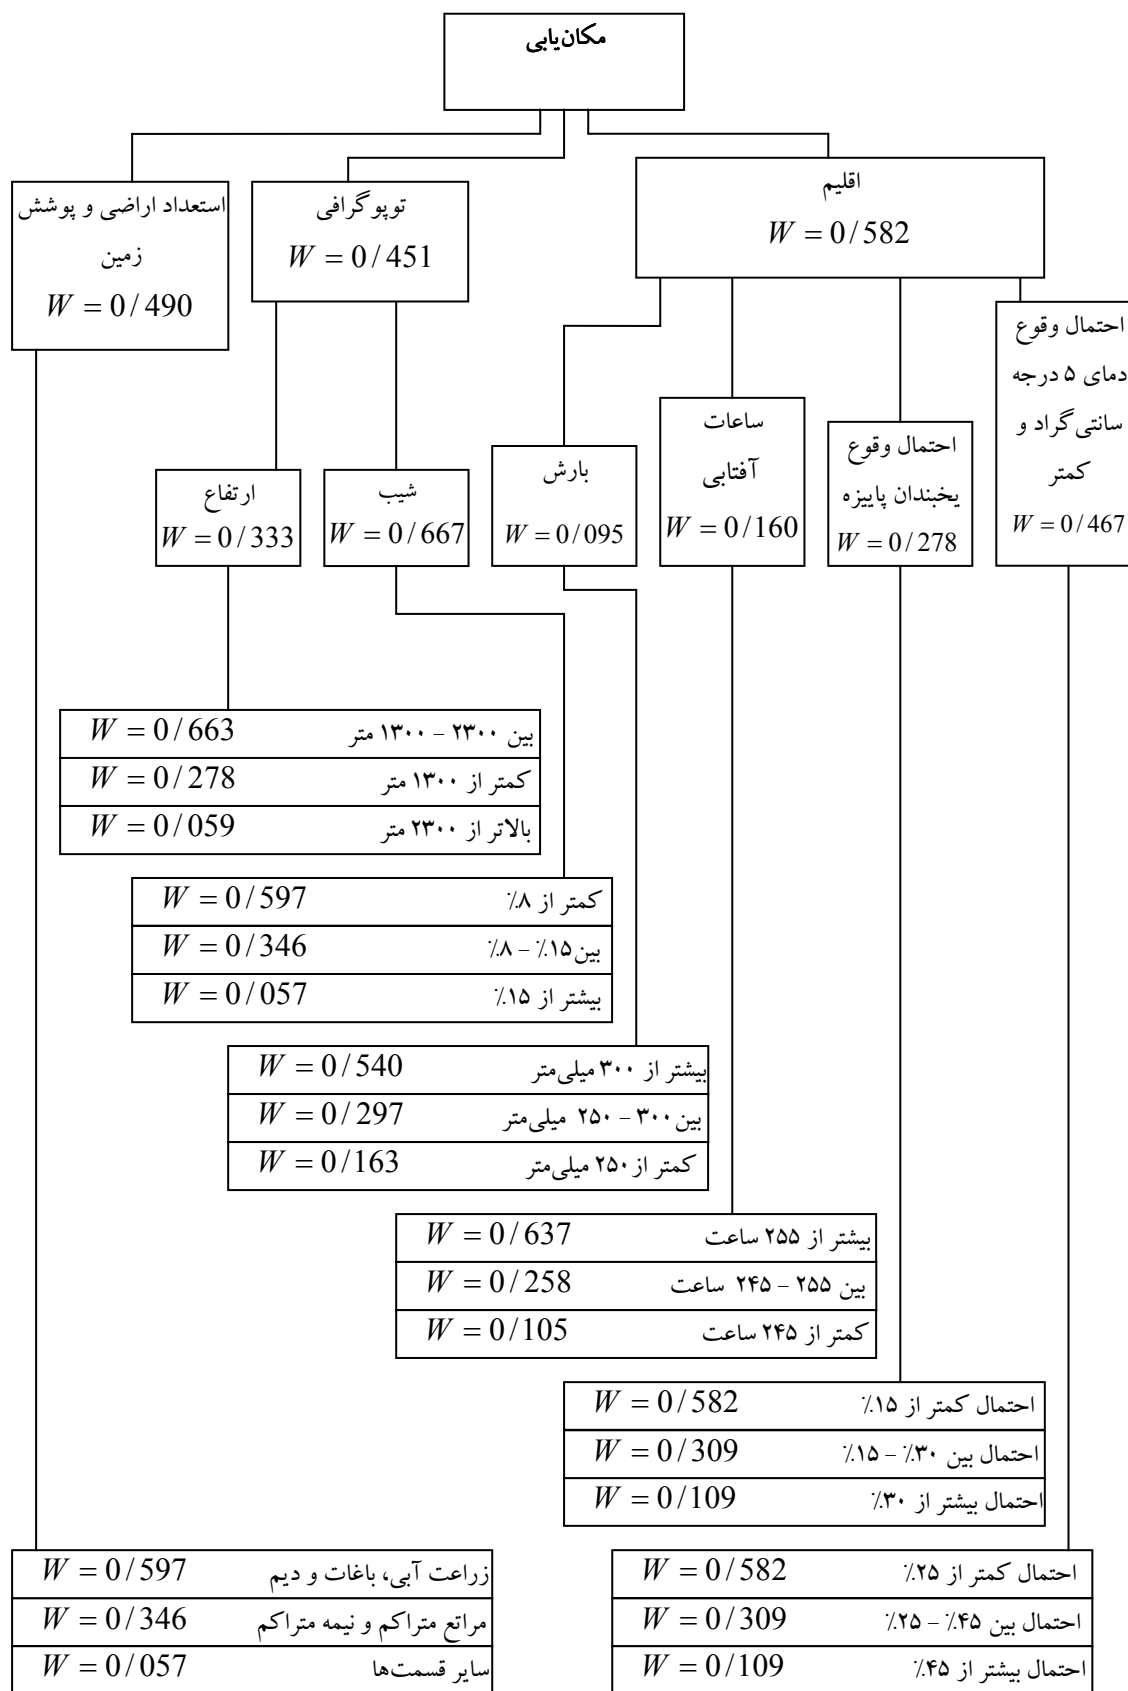 مکان‌یابی
اقلیم
W = 0/582
توپوگرافی
W = 0/451
استعداد اراضی و پوشش
زمین
W = 0/490
احتمال وقوع
دمای ۵ درجه
سانتی‌گراد و
کمتر
W = 0/467
احتمال وقوع
یخبندان پاییزه
W = 0/278
ساعات
آفتابی
W = 0/160
بارش
W = 0/095
شیب
W = 0/667
ارتفاع
W = 0/333
بین ۲۳۰۰ – ۱۳۰۰ متر W = 0/663
کمتر از ۱۳۰۰ متر W = 0/278
بالاتر از ۲۳۰۰ متر W = 0/059
کمتر از ۸٪ W = 0/597
بین ۱۵٪ – ۸٪ W = 0/346
بیشتر از ۱۵٪ W = 0/057
بیشتر از ۳۰۰ میلی‌متر W = 0/540
بین ۳۰۰ – ۲۵۰ میلی‌متر W = 0/297
کمتر از ۲۵۰ میلی‌متر W = 0/163
بیشتر از ۲۵۵ ساعت W = 0/637
بین ۲۵۵ – ۲۴۵ ساعت W = 0/258
کمتر از ۲۴۵ ساعت W = 0/105
احتمال کمتر از ۱۵٪ W = 0/582
احتمال بین ۳۰٪ – ۱۵٪ W = 0/309
احتمال بیشتر از ۳۰٪ W = 0/109
احتمال کمتر از ۲۵٪ W = 0/582
احتمال بین ۴۵٪ – ۲۵٪ W = 0/309
احتمال بیشتر از ۴۵٪ W = 0/109
زراعت آبی، باغات و دیم W = 0/597
مراتع متراکم و نیمه متراکم W = 0/346
سایر قسمت‌ها W = 0/057